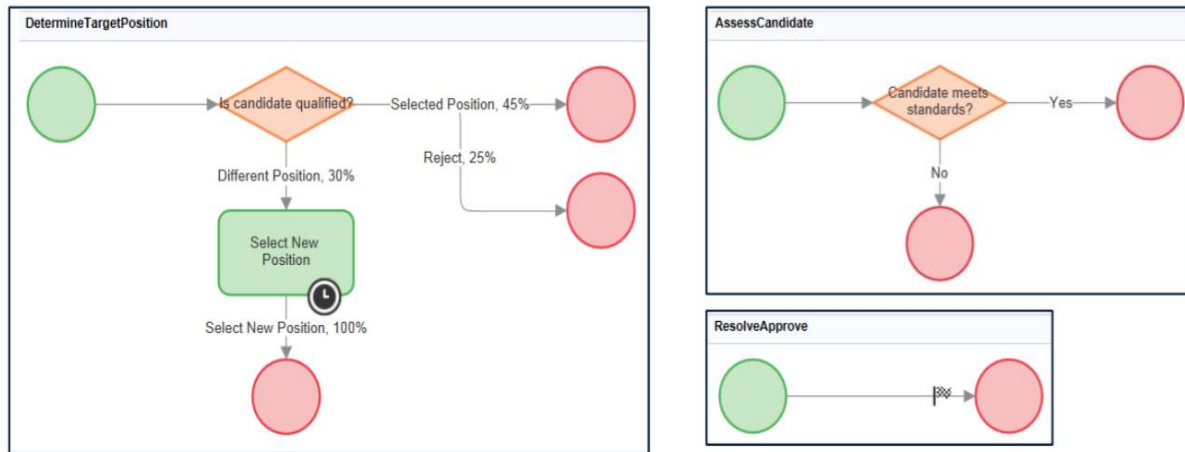 DetermineTargetPosition
Is candidate qualified?
Selected Position, 45%
Reject, 25%
Different Position, 30%
Select New
Position
Select New Position, 100%
AssessCandidate
Candidate meets
standards?
Yes
No
ResolveApprove